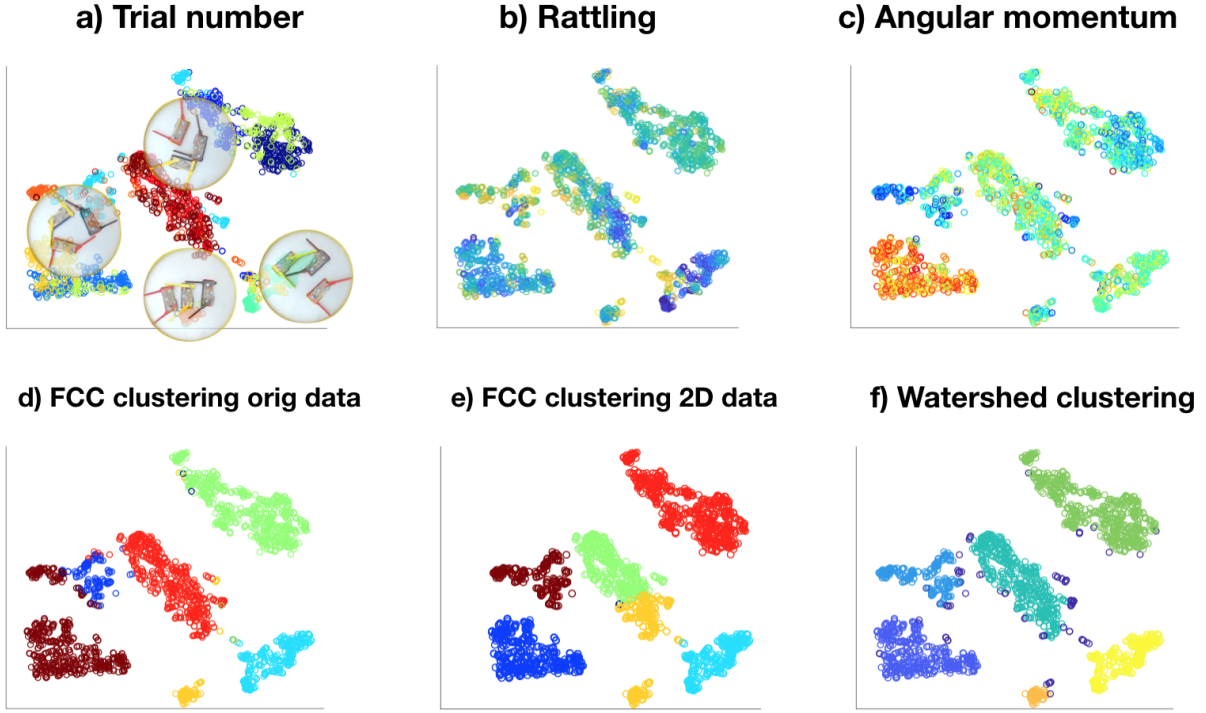 a) Trial number
b) Rattling
c) Angular momentum
d) FCC clustering orig data
e) FCC clustering 2D data
f) Watershed clustering